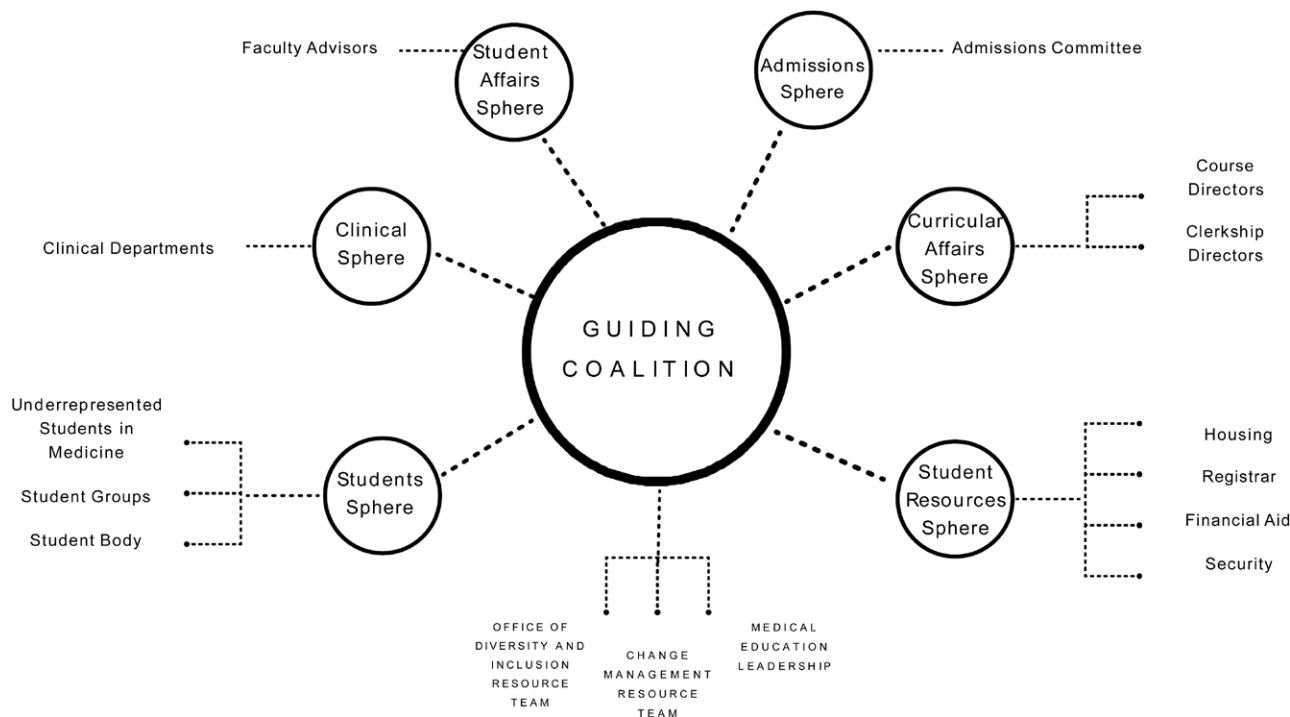 Faculty Advisors
Student
Affairs
Sphere
Admissions
Sphere
Admissions Committee
Clinical Departments
Clinical
Sphere
Curricular
Affairs
Sphere
Course
Directors
Clerkship
Directors
GUIDING
COALITION
Underrepresented
Students in
Medicine
Student Groups
Student Body
Students
Sphere
Student
Resources
Sphere
Housing
Registrar
Financial Aid
Security
OFFICE OF
DIVERSITY AND
INCLUSION
RESOURCE
TEAM
CHANGE
MANAGEMENT
RESOURCE
TEAM
MEDICAL
EDUCATION
LEADERSHIP